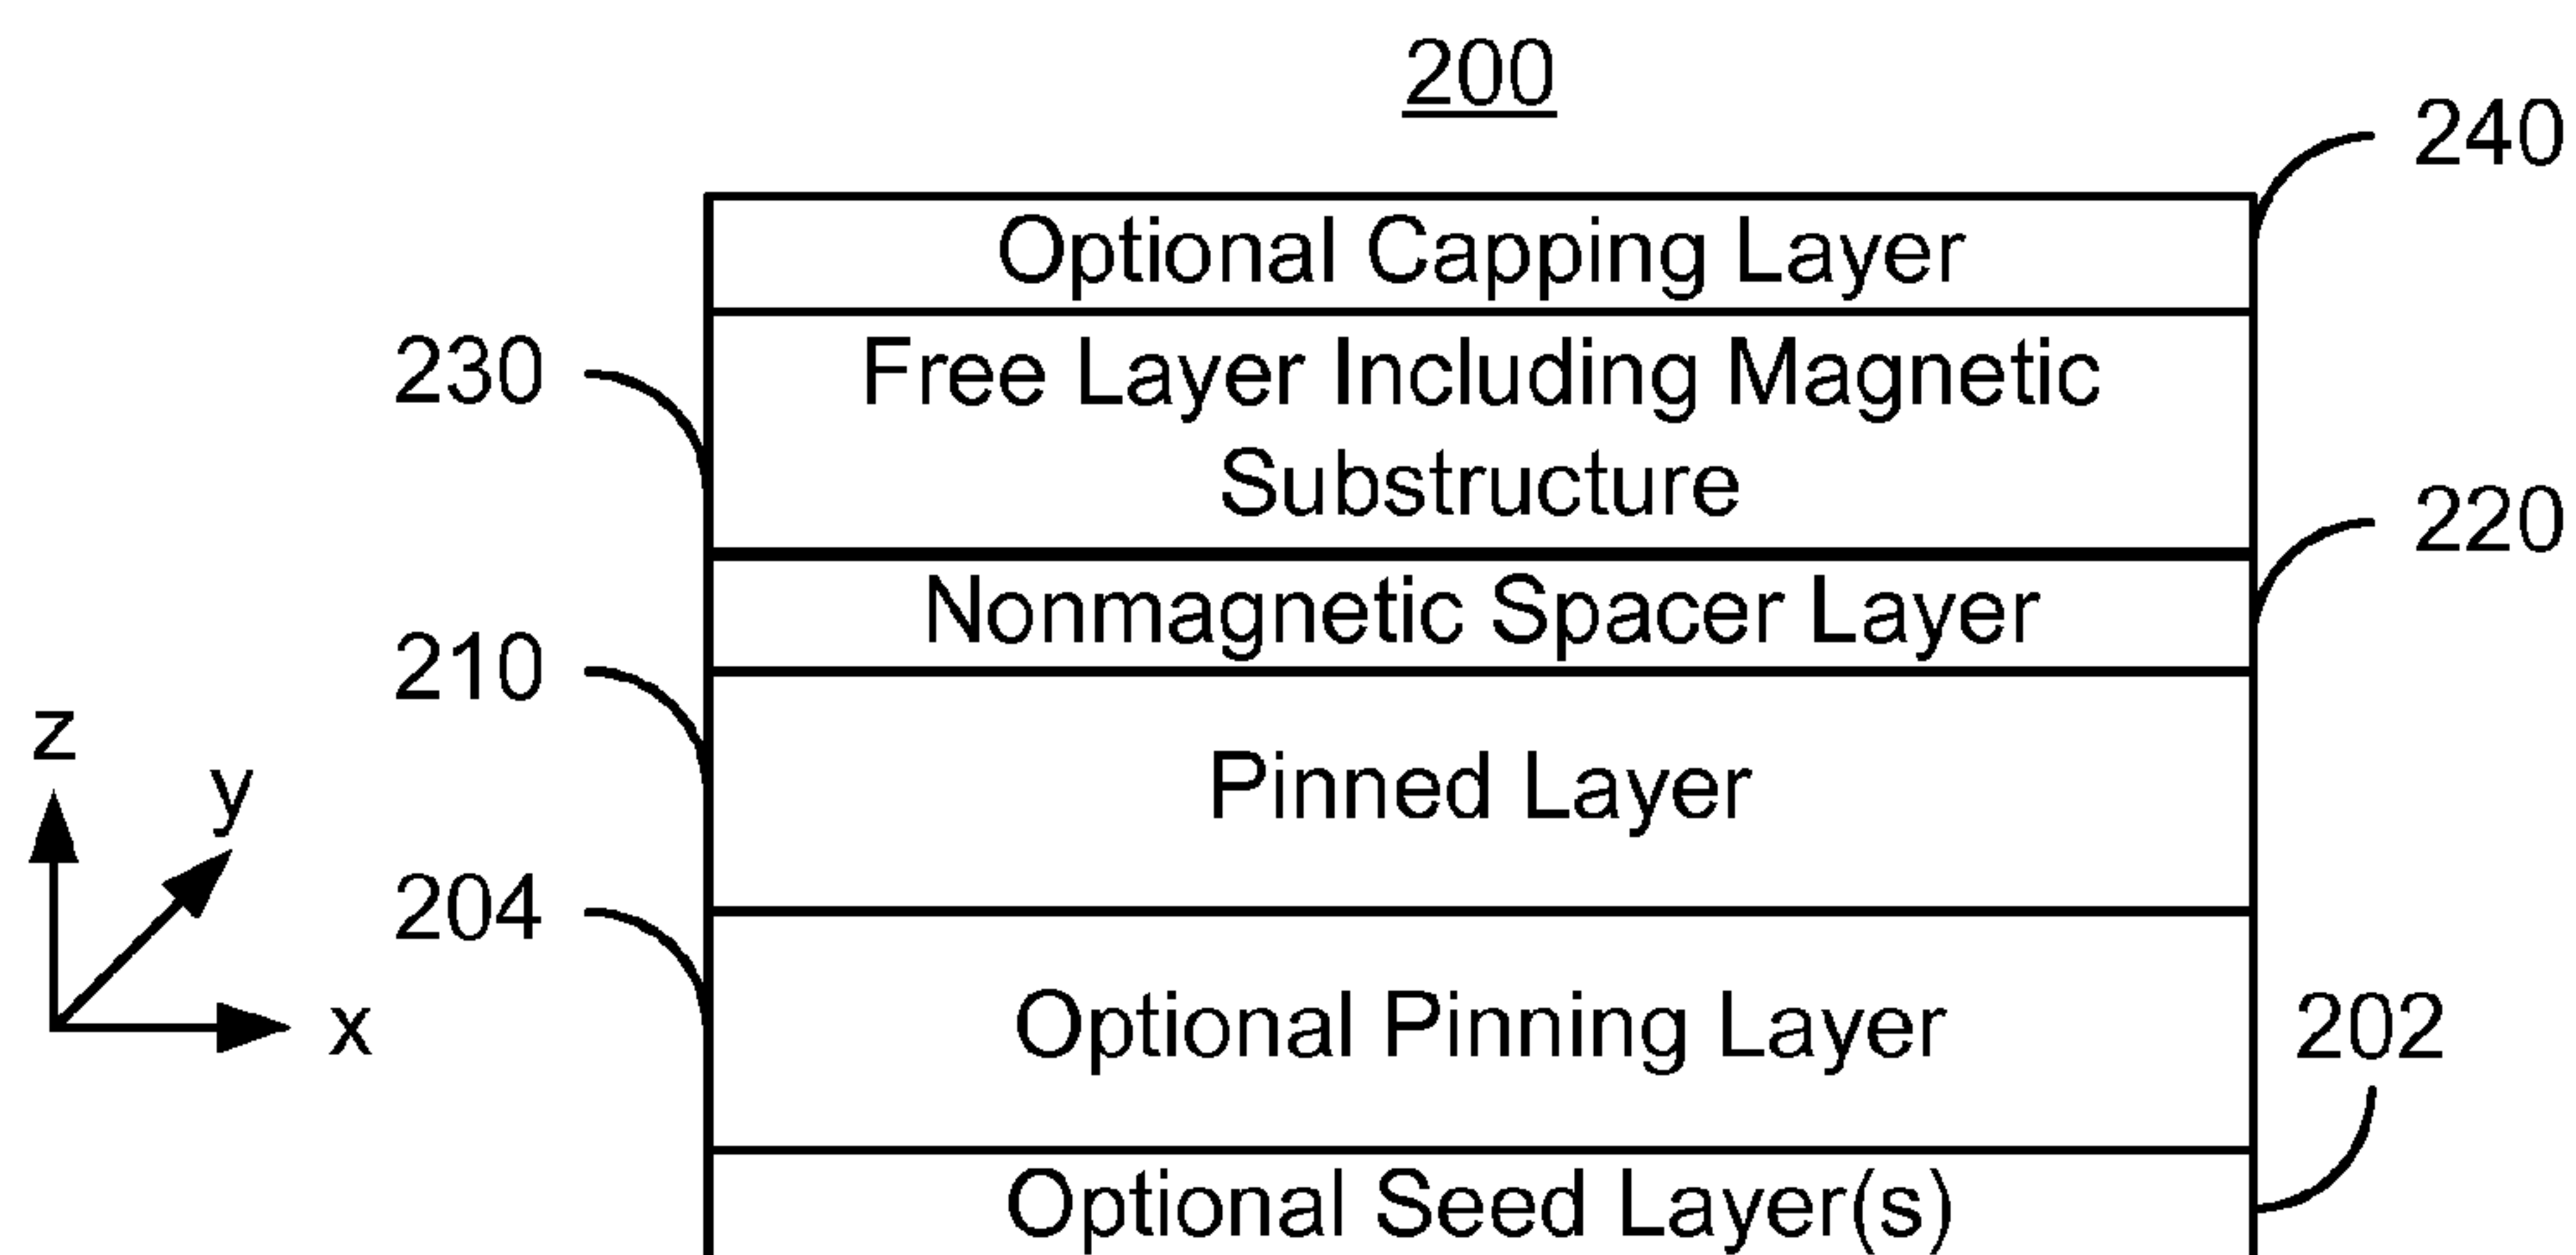 200
240
Optional Capping Layer
230
Free Layer Including Magnetic
Substructure
220
Nonmagnetic Spacer Layer
210
Pinned Layer
z
y
x
204
Optional Pinning Layer
202
Optional Seed Layer(s)